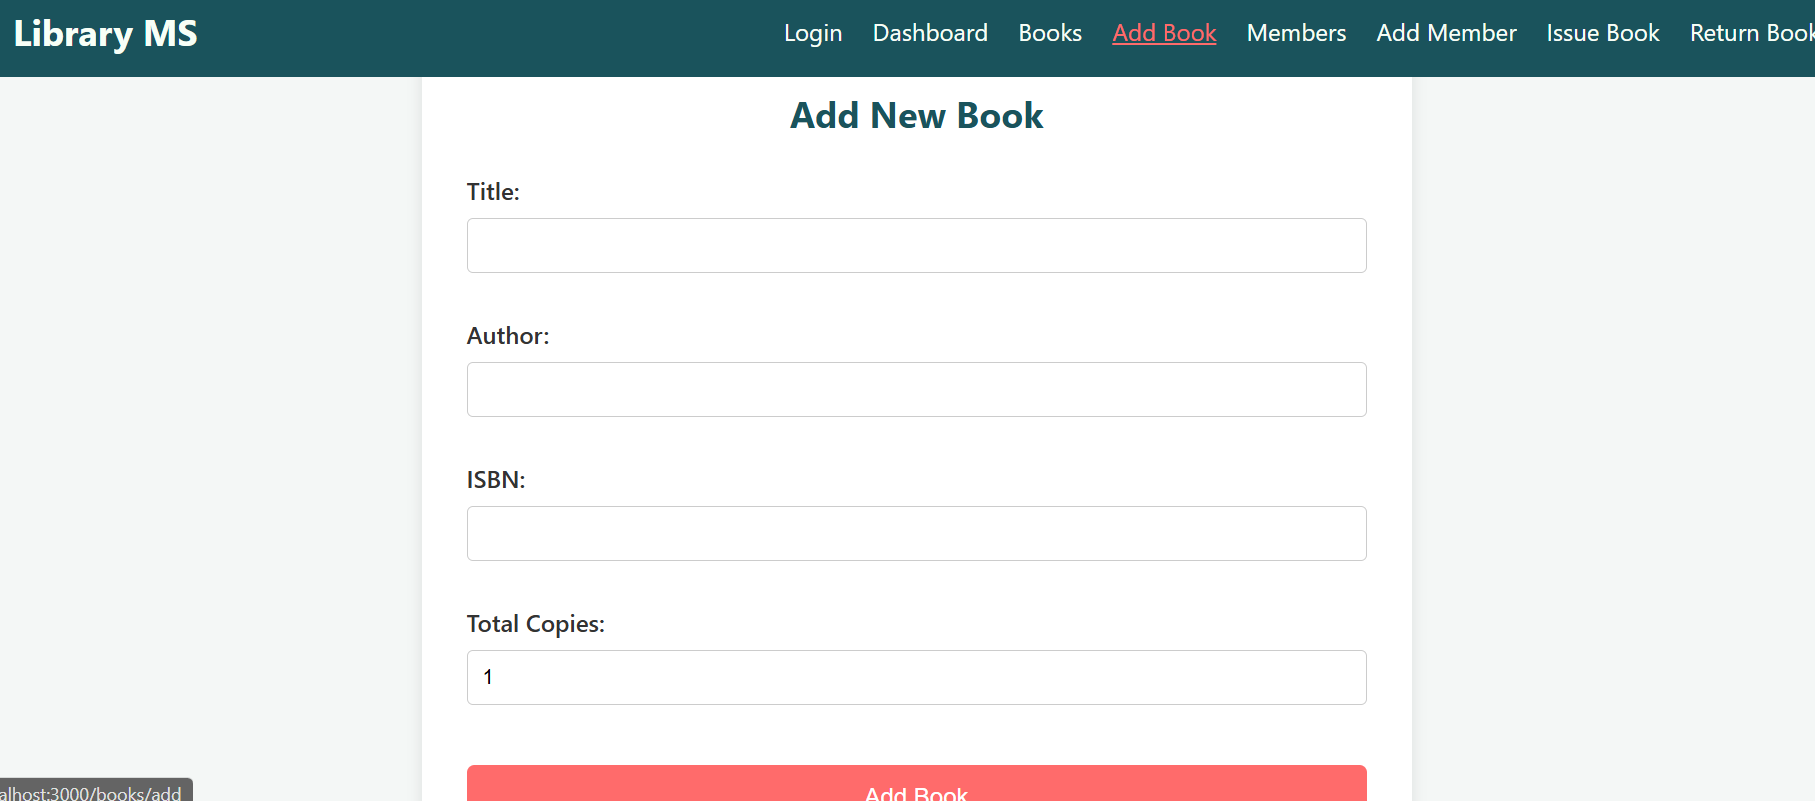 Library MS
Login Dashboard Books Add Book Members Add Member Issue Book Return Book
Add New Book
Title:
Author:
ISBN:
Total Copies:
1
Add Book
alhost:3000/books/add